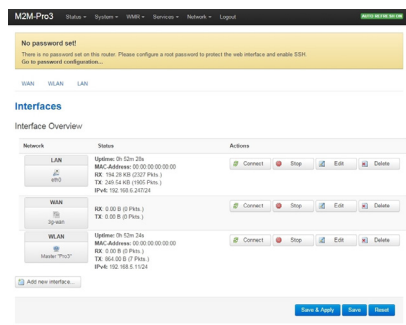 M2M-Pro3 Status System WMR Services Network Logout AUTO REFRESH ON
No password set!
There is no password set on this router. Please configure a root password to protect the web interface and enable SSH.
Go to password configuration...
WAN WLAN LAN
Interfaces
Interface Overview
Network Status Actions
LAN
eth0
Uptime: 0h 52m 28s
MAC-Address: 00:00:00:00:00:00
RX: 194.28 KB (2327 Pkts.)
TX: 249.54 KB (1905 Pkts.)
IPv4: 192.168.6.247/24
Connect Stop Edit Delete
WAN
3g-wan
RX: 0.00 B (0 Pkts.)
TX: 0.00 B (0 Pkts.)
Connect Stop Edit Delete
WLAN
Master "Pro3"
Uptime: 0h 52m 24s
MAC-Address: 00:00:00:00:00:00
RX: 0.00 B (0 Pkts.)
TX: 864.00 B (7 Pkts.)
IPv4: 192.168.5.11/24
Connect Stop Edit Delete
Add new interface...
Save & Apply Save Reset